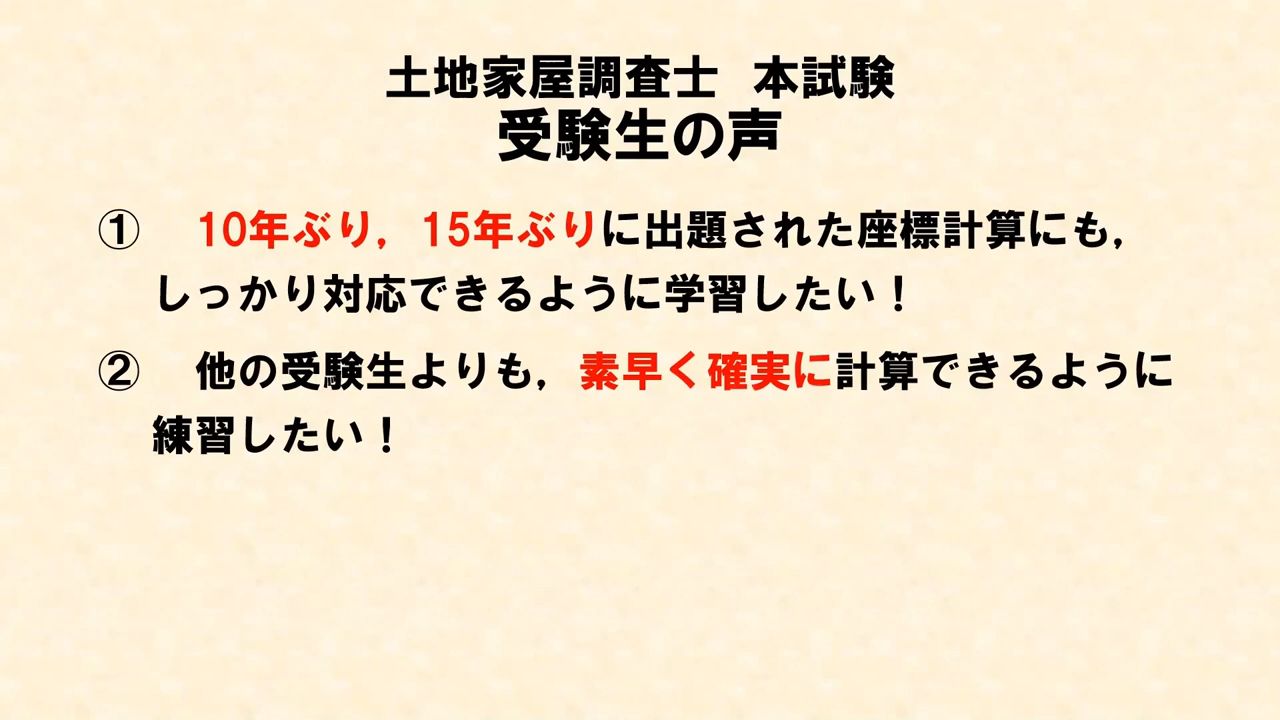 土地家屋調査士　本試験
受験生の声
①　10年ぶり，15年ぶりに出題された座標計算にも，
しっかり対応できるように学習したい！
②　他の受験生よりも，素早く確実に計算できるように
練習したい！